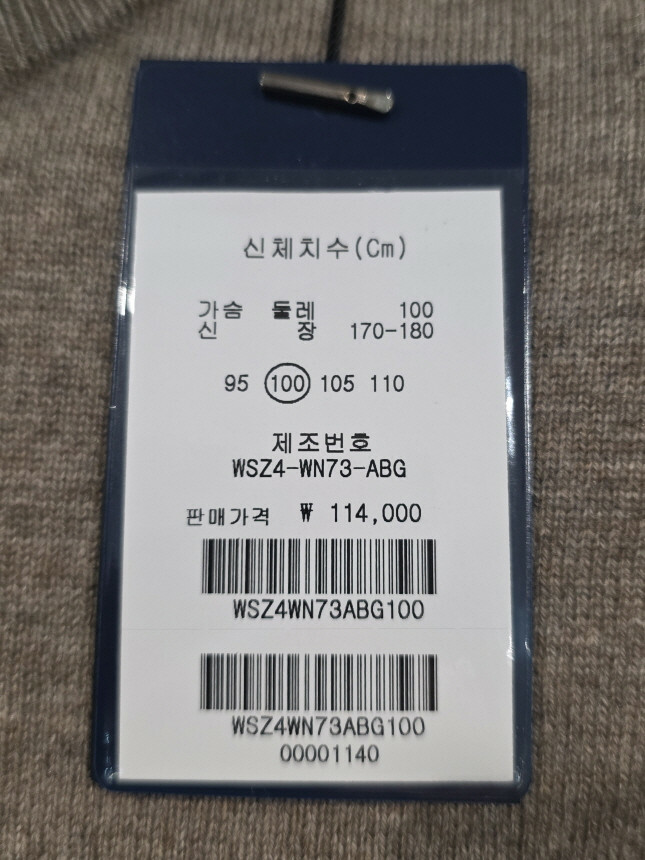 신체치수(Cm)
가슴 둘레 100
신 장 170-180
95 100 105 110
제조번호
WSZ4-WN73-ABG
판매가격 ₩ 114,000
WSZ4WN73ABG100
WSZ4WN73ABG100
00001140